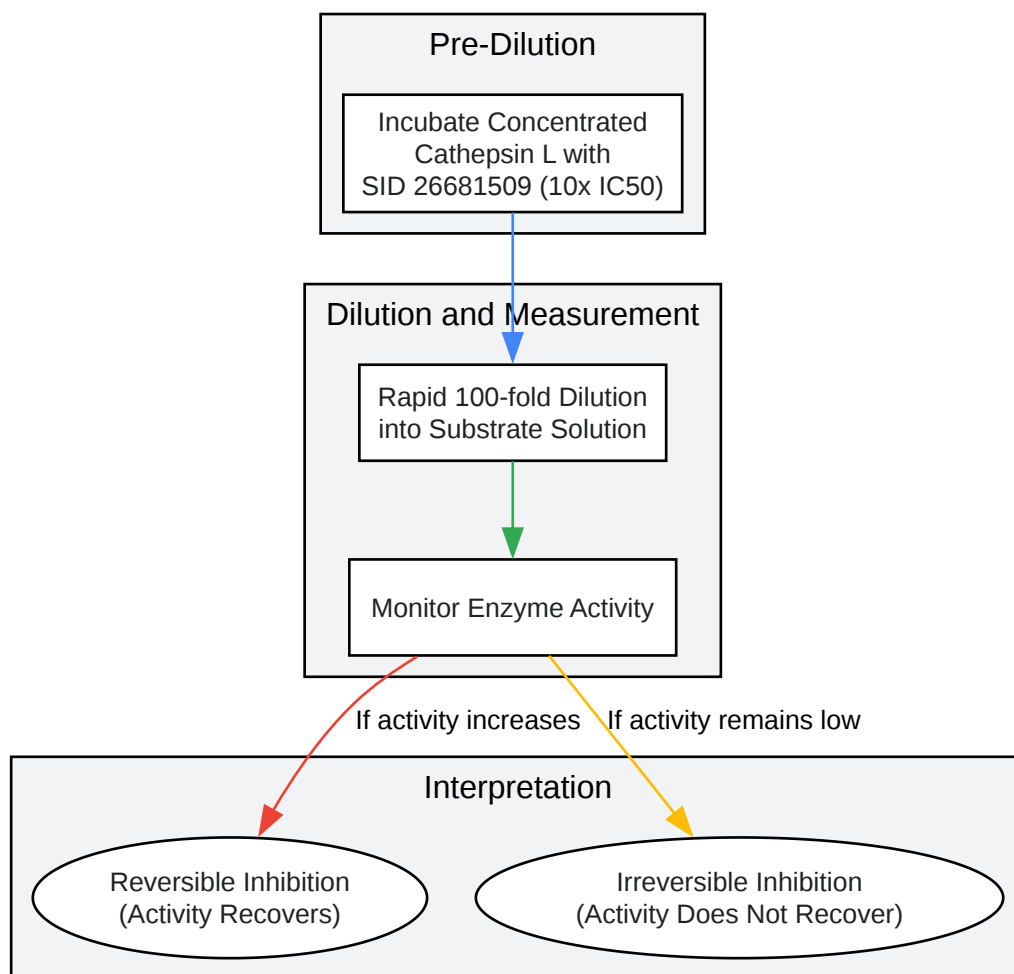 Pre-Dilution
Incubate Concentrated
Cathepsin L with
SID 26681509 (10x IC50)
Dilution and Measurement
Rapid 100-fold Dilution
into Substrate Solution
Monitor Enzyme Activity
If activity increases
If activity remains low
Interpretation
Reversible Inhibition
(Activity Recovers)
Irreversible Inhibition
(Activity Does Not Recover)